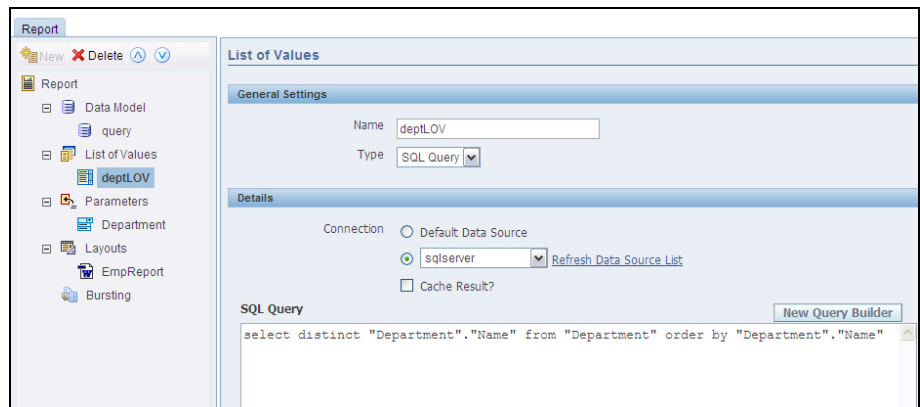 Report
New Delete
Report
Data Model
query
List of Values
deptLOV
Parameters
Department
Layouts
EmpReport
Bursting
List of Values
General Settings
Name deptLOV
Type SQL Query
Details
Connection Default Data Source
sqlserver Refresh Data Source List
Cache Result?
SQL Query New Query Builder
select distinct "Department"."Name" from "Department" order by "Department"."Name"